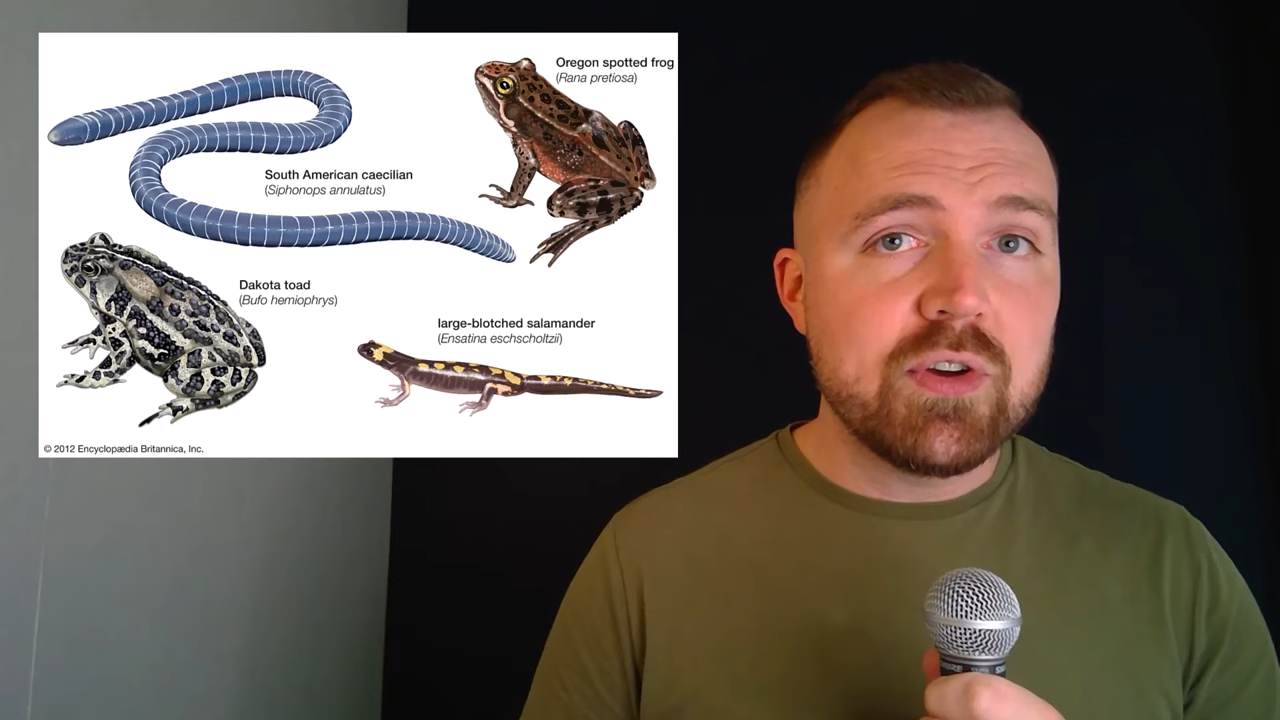 Oregon spotted frog
(Rana pretiosa)
South American caecilian
(Siphonops annulatus)
Dakota toad
(Bufo hemiophrys)
large-blotched salamander
(Ensatina eschscholtzii)
© 2012 Encyclopædia Britannica, Inc.